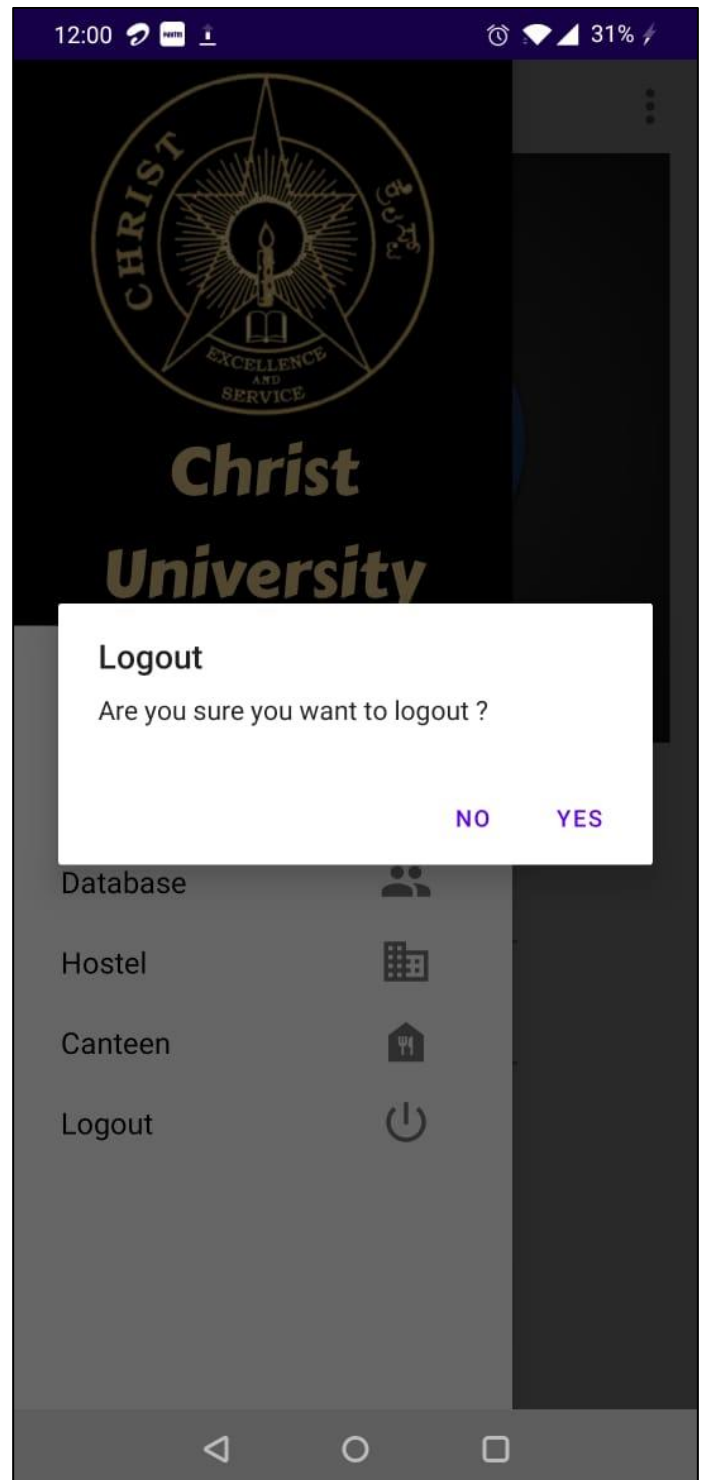 12:00
31%
CHRIST
ಕ್ರೈಸ್ಟ್
EXCELLENCE
AND
SERVICE
Christ
University
Logout
Are you sure you want to logout ?
NO YES
Database
Hostel
Canteen
Logout